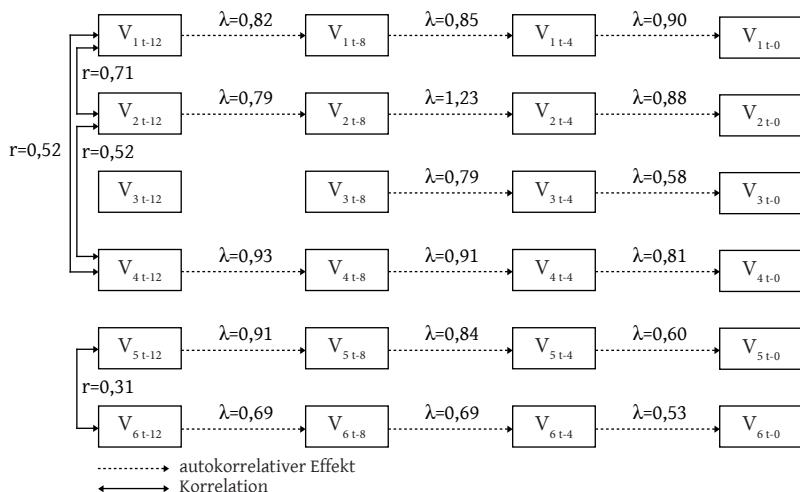 λ=0,82 λ=0,85 λ=0,90
V1 t-12 V1 t-8 V1 t-4 V1 t-0
r=0,71
λ=0,79 λ=1,23 λ=0,88
V2 t-12 V2 t-8 V2 t-4 V2 t-0
r=0,52 r=0,52
λ=0,79 λ=0,58
V3 t-12 V3 t-8 V3 t-4 V3 t-0
λ=0,93 λ=0,91 λ=0,81
V4 t-12 V4 t-8 V4 t-4 V4 t-0
λ=0,91 λ=0,84 λ=0,60
V5 t-12 V5 t-8 V5 t-4 V5 t-0
r=0,31
λ=0,69 λ=0,69 λ=0,53
V6 t-12 V6 t-8 V6 t-4 V6 t-0
autokorrelativer Effekt
Korrelation